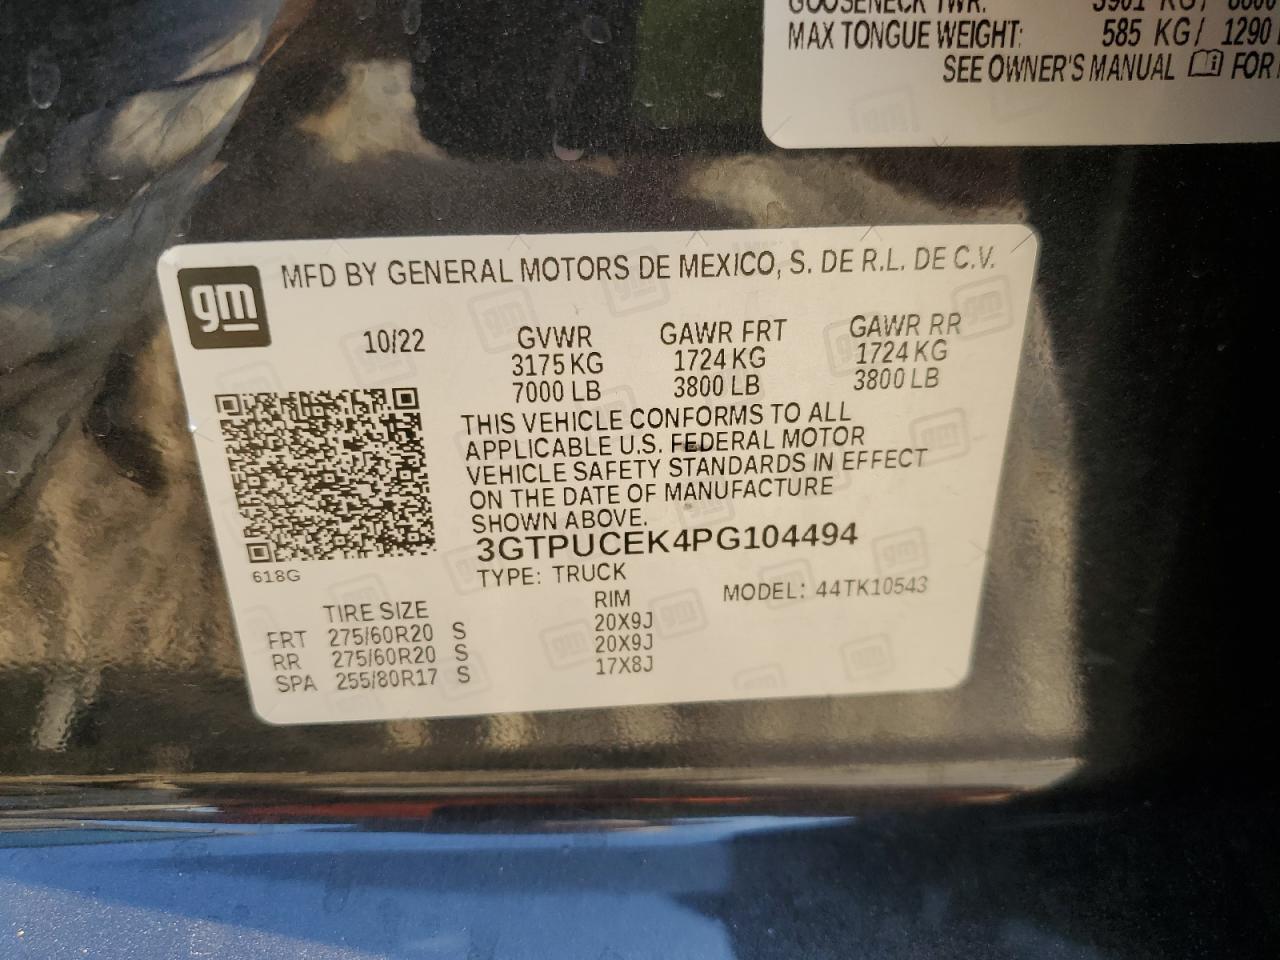 MAX TONGUE WEIGHT: 585 KG/ 1290
SEE OWNER'S MANUAL FOR
gm
MFD BY GENERAL MOTORS DE MEXICO, S. DE R.L. DE C.V.
10/22 GVWR GAWR FRT GAWR RR
3175 KG 1724 KG 1724 KG
7000 LB 3800 LB 3800 LB
THIS VEHICLE CONFORMS TO ALL
APPLICABLE U.S. FEDERAL MOTOR
VEHICLE SAFETY STANDARDS IN EFFECT
ON THE DATE OF MANUFACTURE
SHOWN ABOVE.
3GTPUCEK4PG104494
618G
TYPE: TRUCK
MODEL: 44TK10543
TIRE SIZE RIM
FRT 275/60R20 S 20X9J
RR 275/60R20 S 20X9J
SPA 255/80R17 S 17X8J